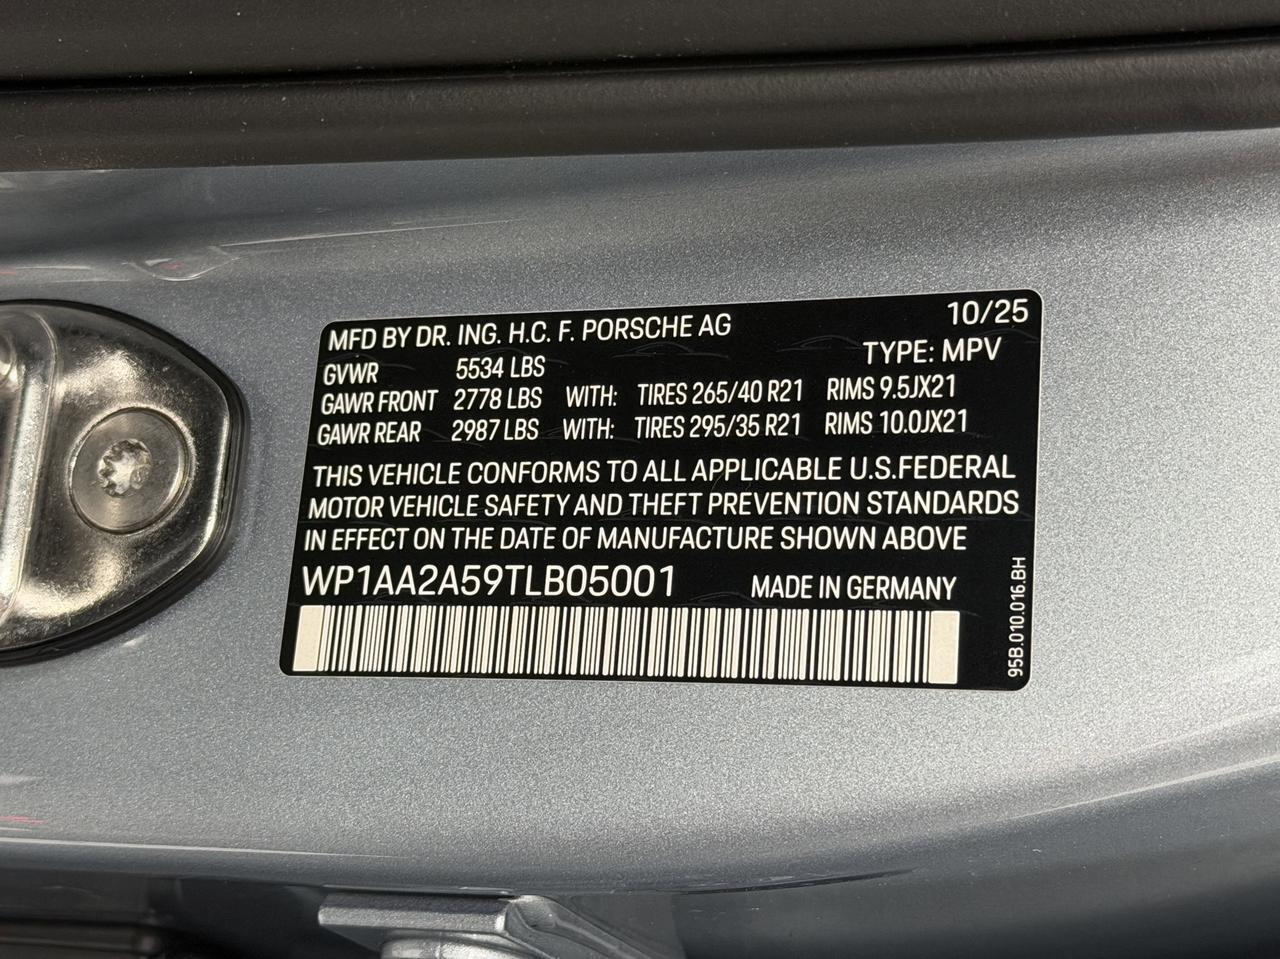 10/25
MFD BY DR. ING. H.C. F. PORSCHE AG
TYPE: MPV
GVWR 5534 LBS
GAWR FRONT 2778 LBS WITH: TIRES 265/40 R21 RIMS 9.5JX21
GAWR REAR 2987 LBS WITH: TIRES 295/35 R21 RIMS 10.0JX21
THIS VEHICLE CONFORMS TO ALL APPLICABLE U.S.FEDERAL
MOTOR VEHICLE SAFETY AND THEFT PREVENTION STANDARDS
IN EFFECT ON THE DATE OF MANUFACTURE SHOWN ABOVE
WP1AA2A59TLB05001 MADE IN GERMANY
95B.010.016.BH